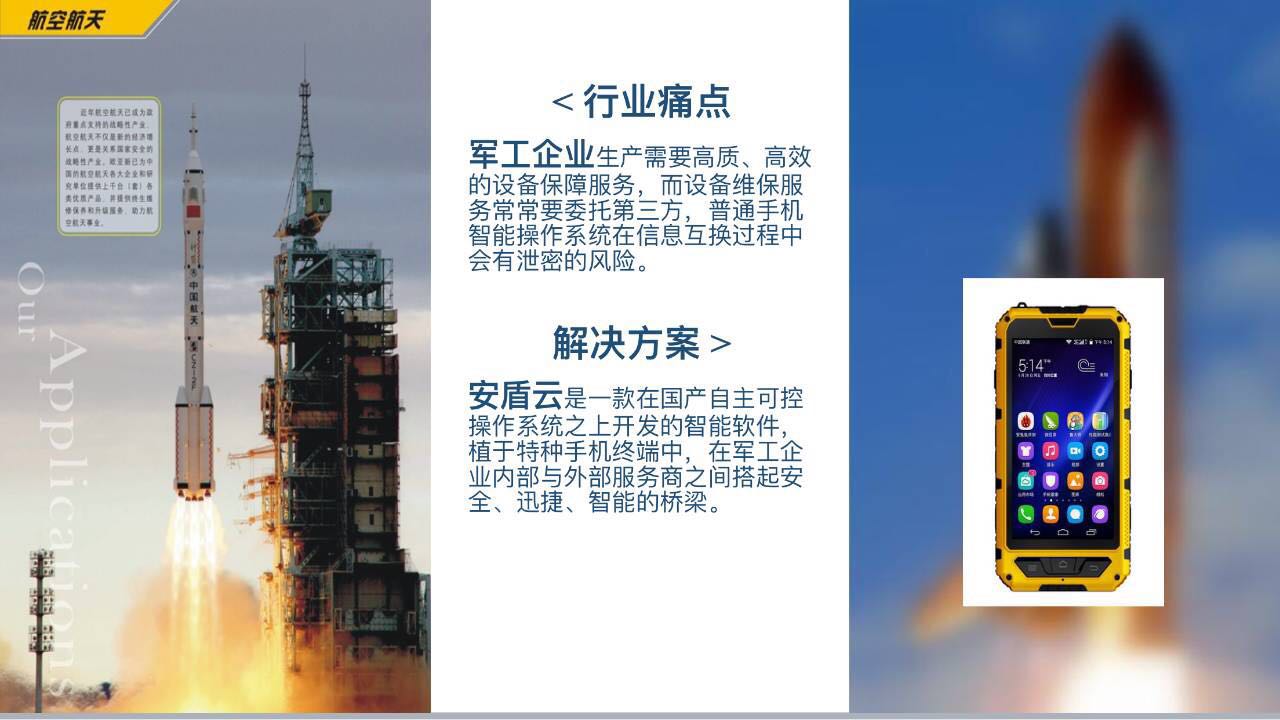 航空航天
近年航空航天已成为政
府重点支持的战略性产业,
航空航天不仅是新的经济增
长点, 更是关系国家安全的
战略性产业。欧亚新已为中
国的航空航天各大企业和研
究单位提供上千台（套）各
类优质产品, 并提供终生维
修保养和升级服务, 助力航
空航天事业。
Our
Applications
中国航天
CZ-2F
< 行业痛点
军工企业生产需要高质、高效
的设备保障服务，而设备维保服
务常常要委托第三方，普通手机
智能操作系统在信息互换过程中
会有泄密的风险。
解决方案 >
安盾云是一款在国产自主可控
操作系统之上开发的智能软件，
植于特种手机终端中，在军工企
业内部与外部服务商之间搭起安
全、迅捷、智能的桥梁。
5:14